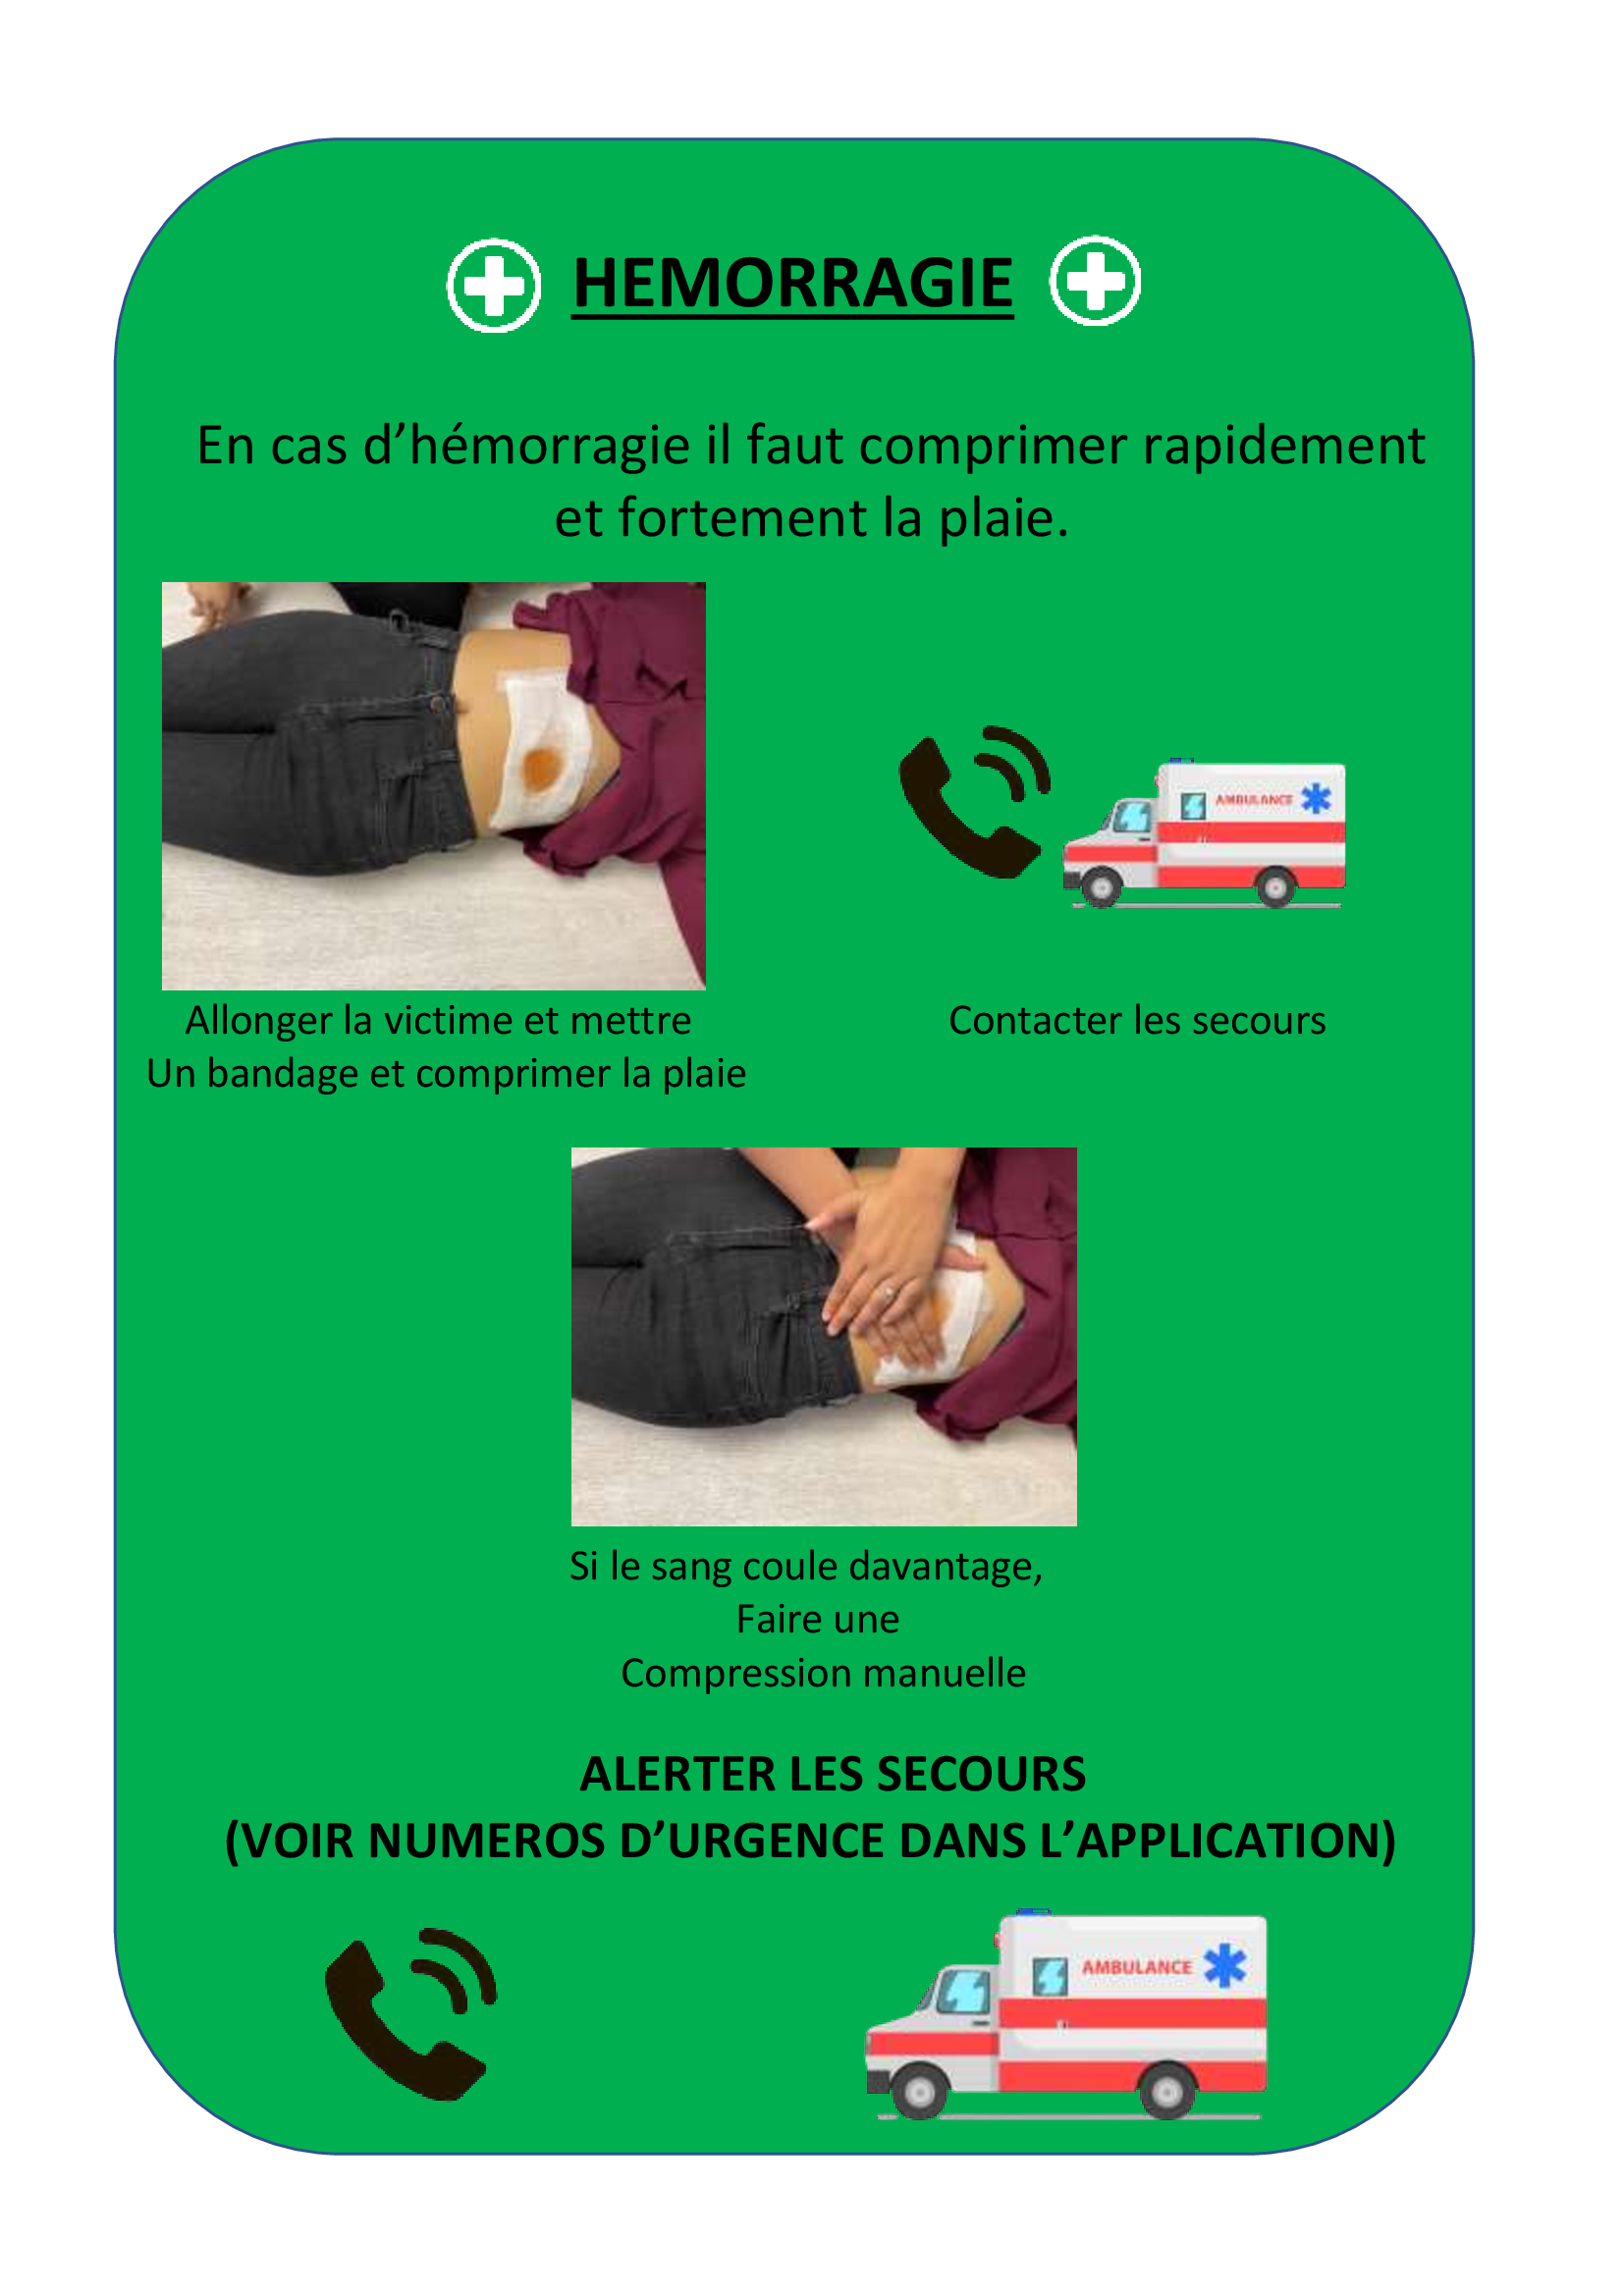 HEMORRAGIE
En cas d’hémorragie il faut comprimer rapidement
et fortement la plaie.
AMBULANCE
Allonger la victime et mettre
Un bandage et comprimer la plaie
Contacter les secours
Si le sang coule davantage,
Faire une
Compression manuelle
ALERTER LES SECOURS
(VOIR NUMEROS D’URGENCE DANS L’APPLICATION)
AMBULANCE